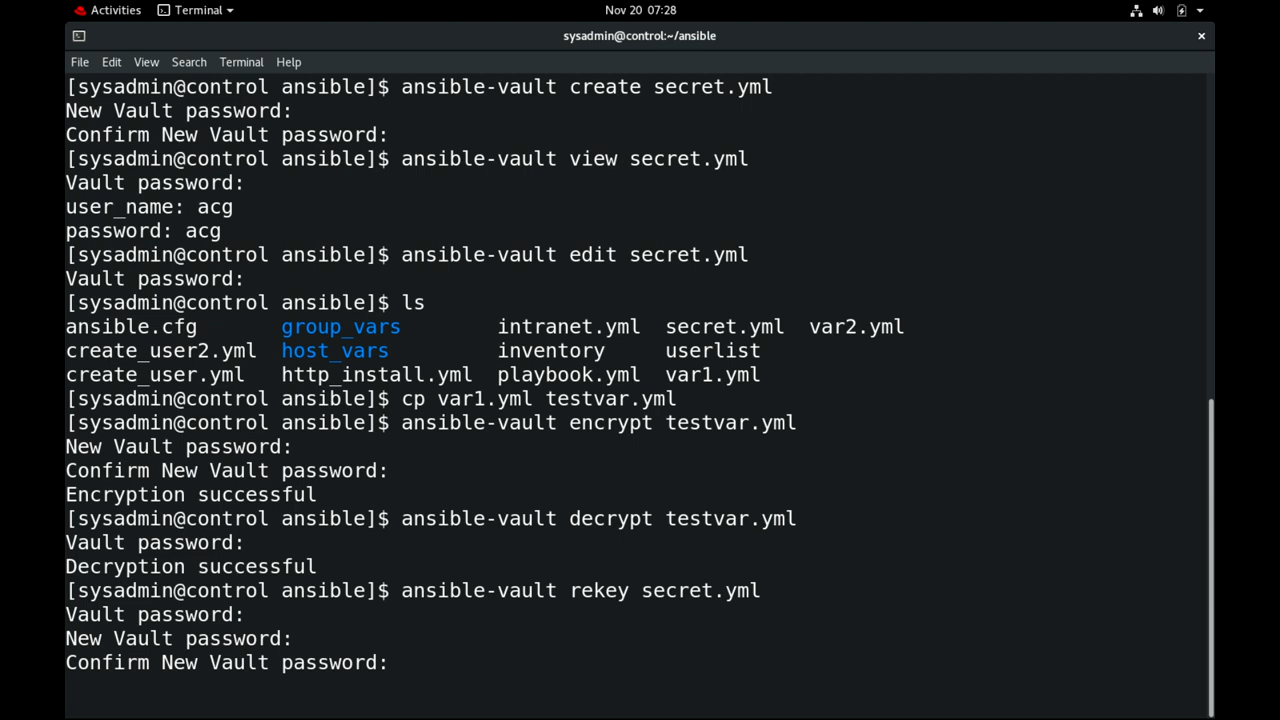 Activities Terminal Nov 20 07:28
sysadmin@control:~/ansible ×
File Edit View Search Terminal Help
[sysadmin@control ansible]$ ansible-vault create secret.yml
New Vault password:
Confirm New Vault password:
[sysadmin@control ansible]$ ansible-vault view secret.yml
Vault password:
user_name: acg
password: acg
[sysadmin@control ansible]$ ansible-vault edit secret.yml
Vault password:
[sysadmin@control ansible]$ ls
ansible.cfg group_vars intranet.yml secret.yml var2.yml
create_user2.yml host_vars inventory userlist
create_user.yml http_install.yml playbook.yml var1.yml
[sysadmin@control ansible]$ cp var1.yml testvar.yml
[sysadmin@control ansible]$ ansible-vault encrypt testvar.yml
New Vault password:
Confirm New Vault password:
Encryption successful
[sysadmin@control ansible]$ ansible-vault decrypt testvar.yml
Vault password:
Decryption successful
[sysadmin@control ansible]$ ansible-vault rekey secret.yml
Vault password:
New Vault password:
Confirm New Vault password: